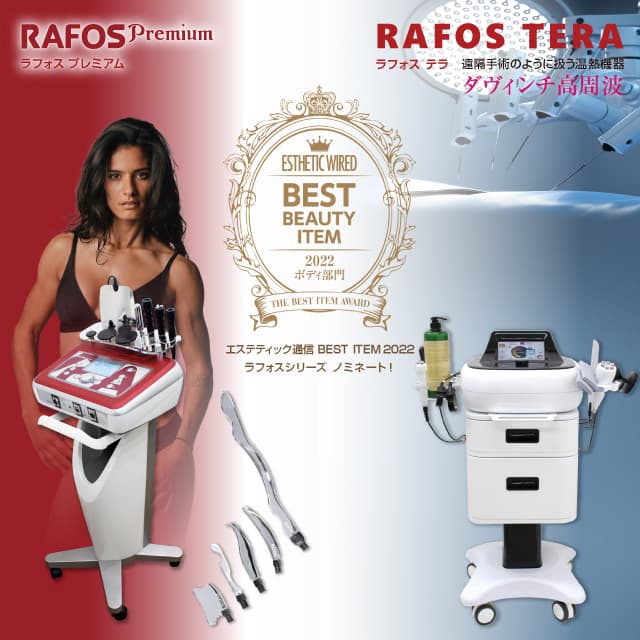 RAFOS Premium
ラフォス プレミアム
RAFOS TERA
ラフォス テラ 遠隔手術のように扱う温熱機器
ダヴィンチ高周波
ESTHETIC WIRED
BEST
BEAUTY
ITEM
2022
ボディ部門
THE BEST ITEM AWARD
エステティック通信 BEST ITEM 2022
ラフォスシリーズ ノミネート!